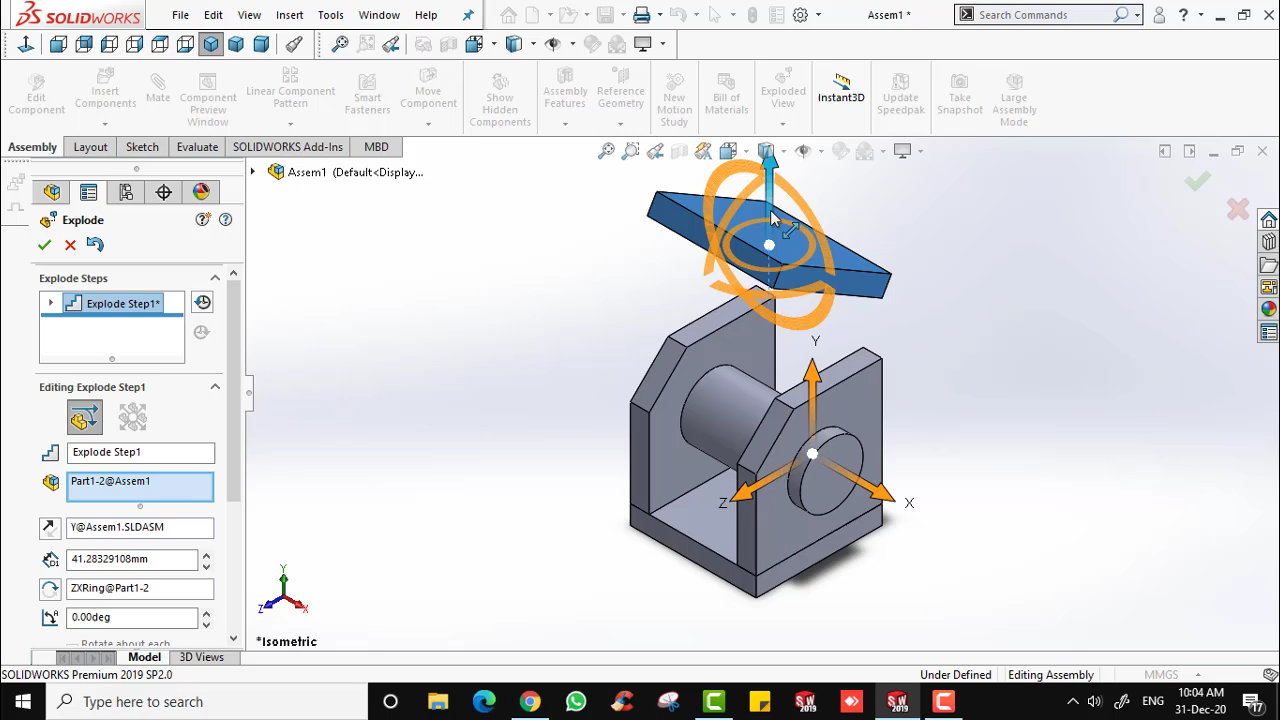 SOLIDWORKS File Edit View Insert Tools Window Help Assem1 * Search Commands ?
Edit Component
Insert Components
Mate
Component Preview Window
Linear Component Pattern
Smart Fasteners
Move Component
Show Hidden Components
Assembly Features
Reference Geometry
New Motion Study
Bill of Materials
Exploded View
Instant3D
Update Speedpak
Take Snapshot
Large Assembly Mode
Assembly Layout Sketch Evaluate SOLIDWORKS Add-Ins MBD
Assem1 (Default<Display...
Explode
Explode Steps
Explode Step1*
Editing Explode Step1
Explode Step1
Part1-2@Assem1
Y@Assem1.SLDASM
41.28329108mm
ZXRing@Part1-2
0.00deg
Rotate about each
Y
Z
X
Y
Z
X
*Isometric
Model 3D Views
SOLIDWORKS Premium 2019 SP2.0 Under Defined Editing Assembly MMGS
Type here to search
ENG
10:04 AM
31-Dec-20
17